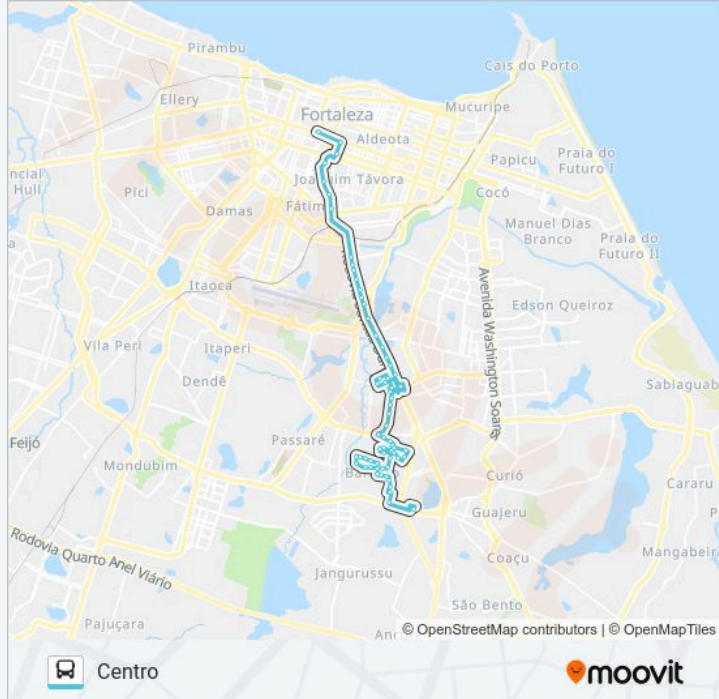 Pirambu
Cais do Porto
Ellery
Mucuripe
Fortaleza
Aldeota
Papicu
Praia do
Futuro I
ncial
Hull
Joaquim Távora
Pici
Cocó
Damas
Fátima
Manuel Dias
Branco
Praia do
Futuro II
Itaoca
Avenida Washington Soares
Edson Queiroz
Vila Peri
Itaperi
Dendê
Sablaguab
Feijó
Passaré
Mondubim
Curió
Cararu
Guajeru
Rodovia Quarto Anel Viário
Coaçu
Mangabeira
Jangurussu
São Bento
Pajuçara
© OpenStreetMap contributors | © OpenMapTiles
Centro
moovit